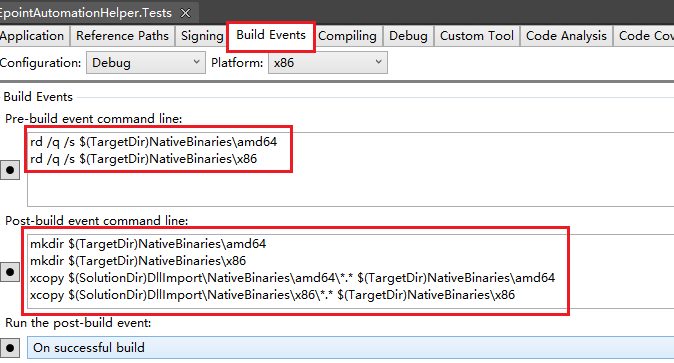 EpointAutomationHelper.Tests
Application Reference Paths Signing Build Events Compiling Debug Custom Tool Code Analysis Code Cov
Configuration: Debug Platform: x86
Build Events
Pre-build event command line:
rd /q /s $(TargetDir)NativeBinaries\amd64
rd /q /s $(TargetDir)NativeBinaries\x86
Post-build event command line:
mkdir $(TargetDir)NativeBinaries\amd64
mkdir $(TargetDir)NativeBinaries\x86
xcopy $(SolutionDir)DllImport\NativeBinaries\amd64\*.* $(TargetDir)NativeBinaries\amd64
xcopy $(SolutionDir)DllImport\NativeBinaries\x86\*.* $(TargetDir)NativeBinaries\x86
Run the post-build event:
On successful build